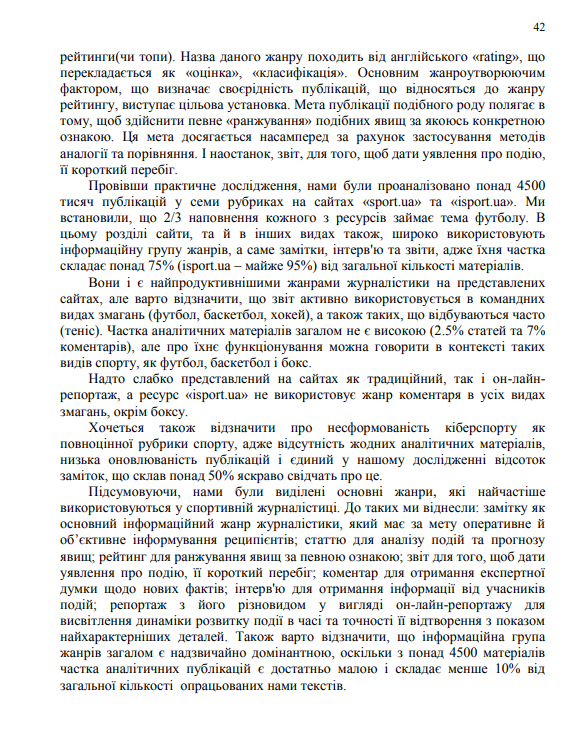 42
рейтинги(чи топи). Назва даного жанру походить від англійського «rating», що
перекладається як «оцінка», «класифікація». Основним жанроутворюючим
фактором, що визначає своєрідність публікацій, що відносяться до жанру
рейтингу, виступає цільова установка. Мета публікації подібного роду полягає в
тому, щоб здійснити певне «ранжування» подібних явищ за якоюсь конкретною
ознакою. Ця мета досягається насамперед за рахунок застосування методів
аналогії та порівняння. І наостанок, звіт, для того, щоб дати уявлення про подію,
її короткий перебіг.
Провівши практичне дослідження, нами були проаналізовано понад 4500
тисяч публікацій у семи рубриках на сайтах «sport.ua» та «isport.ua». Ми
встановили, що 2/3 наповнення кожного з ресурсів займає тема футболу. В
цьому розділі сайти, та й в інших видах також, широко використовують
інформаційну групу жанрів, а саме замітки, інтерв'ю та звіти, адже їхня частка
складає понад 75% (isport.ua – майже 95%) від загальної кількості матеріалів.
Вони і є найпродуктивнішими жанрами журналістики на представлених
сайтах, але варто відзначити, що звіт активно використовується в командних
видах змагань (футбол, баскетбол, хокей), а також таких, що відбуваються часто
(теніс). Частка аналітичних матеріалів загалом не є високою (2.5% статей та 7%
коментарів), але про їхнє функціонування можна говорити в контексті таких
видів спорту, як футбол, баскетбол і бокс.
Надто слабко представлений на сайтах як традиційний, так і он-лайн-
репортаж, а ресурс «isport.ua» не використовує жанр коментаря в усіх видах
змагань, окрім боксу.
Хочеться також відзначити про несформованість кіберспорту як
повноцінної рубрики спорту, адже відсутність жодних аналітичних матеріалів,
низька оновлюваність публікацій і єдиний у нашому дослідженні відсоток
заміток, що склав понад 50% яскраво свідчать про це.
Підсумовуючи, нами були виділені основні жанри, які найчастіше
використовуються у спортивній журналістиці. До таких ми віднесли: замітку як
основний інформаційний жанр журналістики, який має за мету оперативне й
об’єктивне інформування реципієнтів; статтю для аналізу подій та прогнозу
явищ; рейтинг для ранжування явищ за певною ознакою; звіт для того, щоб дати
уявлення про подію, її короткий перебіг; коментар для отримання експертної
думки щодо нових фактів; інтерв'ю для отримання інформації від учасників
подій; репортаж з його різновидом у вигляді он-лайн-репортажу для
висвітлення динаміки розвитку події в часі та точності її відтворення з показом
найхарактерніших деталей. Також варто відзначити, що інформаційна група
жанрів загалом є надзвичайно домінантною, оскільки з понад 4500 матеріалів
частка аналітичних публікацій є достатньо малою і складає менше 10% від
загальної кількості опрацьованих нами текстів.